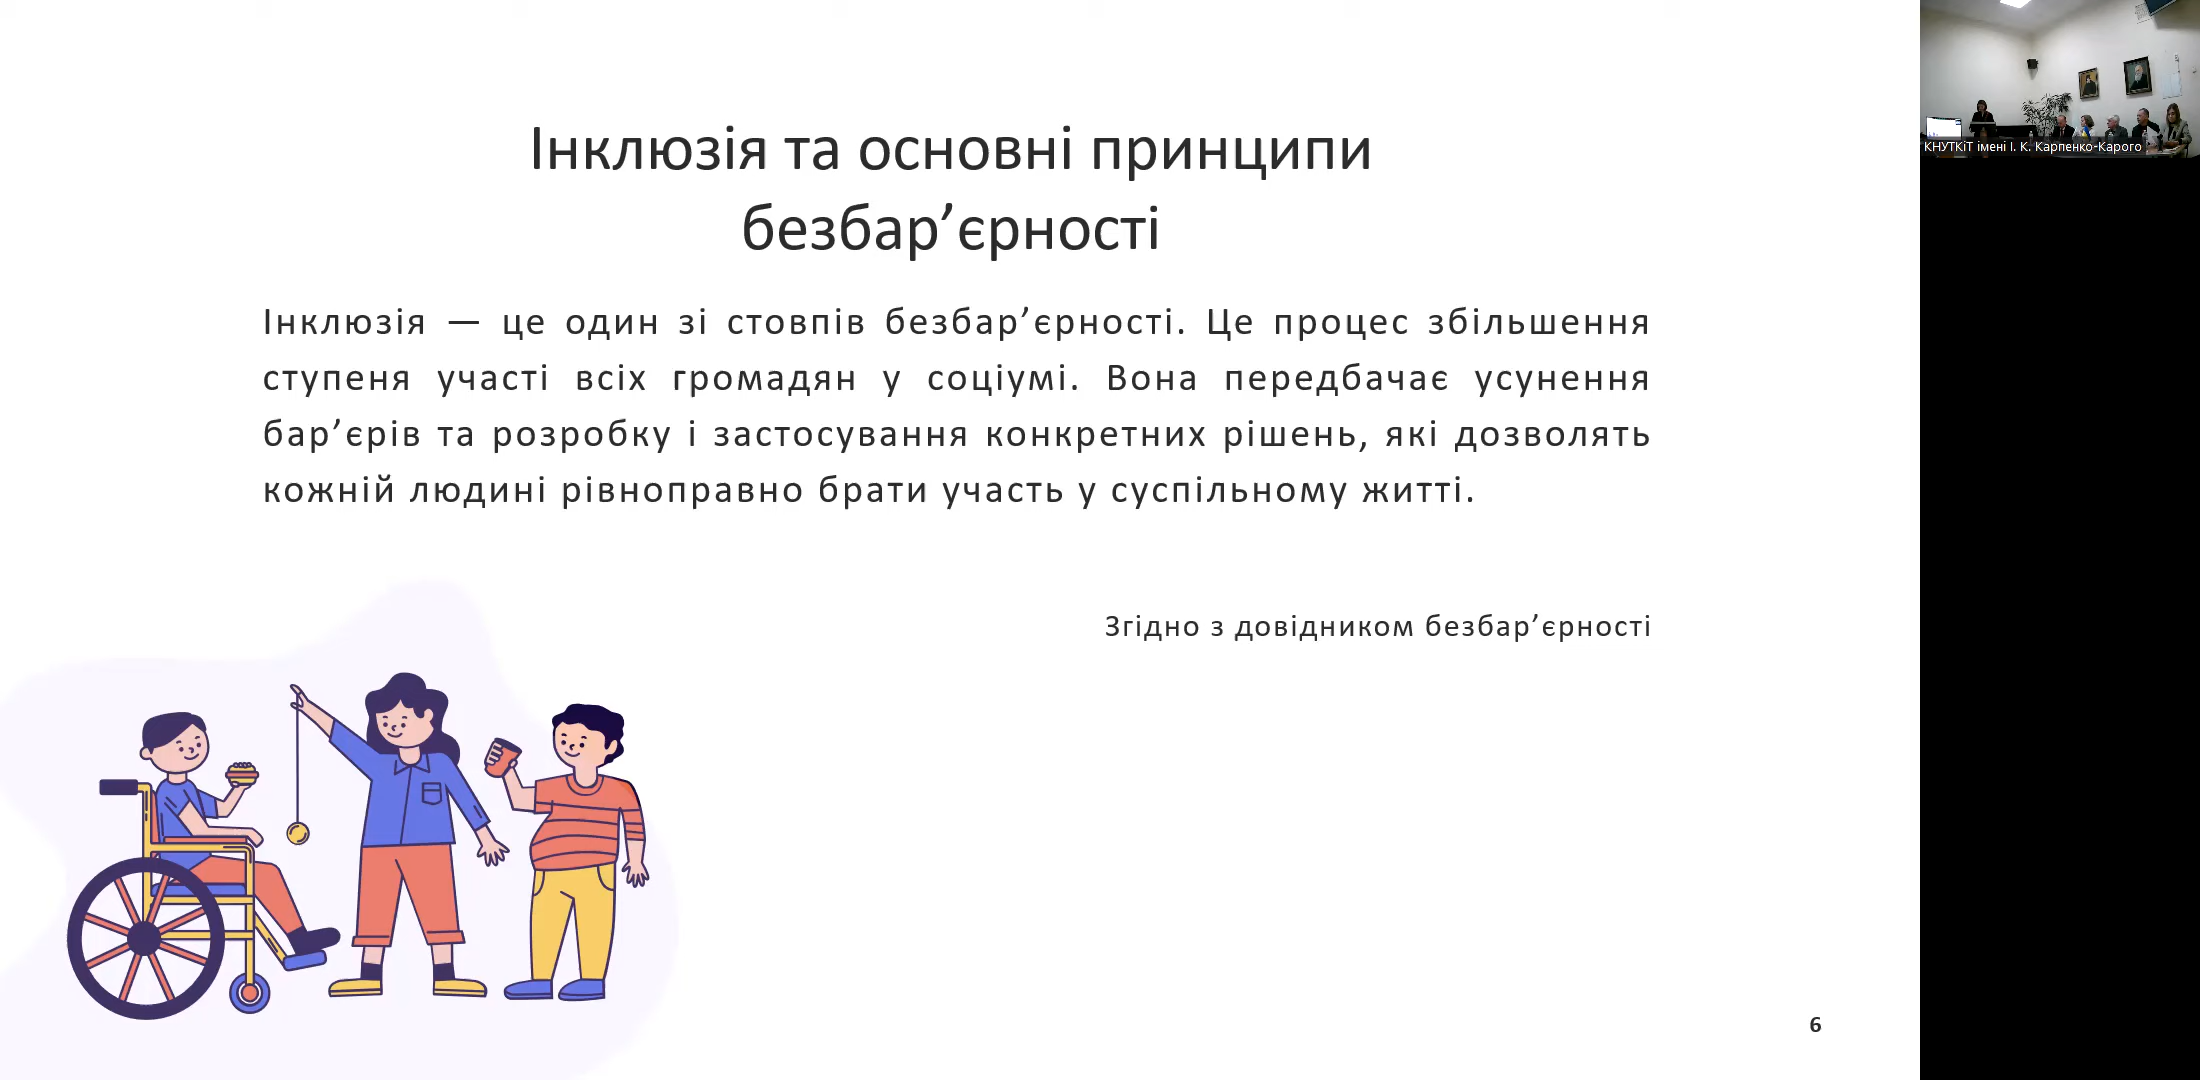 Інклюзія та основні принципи
безбар’єрності
Інклюзія — це один зі стовпів безбар’єрності. Це процес збільшення
ступеня участі всіх громадян у соціумі. Вона передбачає усунення
бар’єрів та розробку і застосування конкретних рішень, які дозволять
кожній людині рівноправно брати участь у суспільному житті.
Згідно з довідником безбар’єрності
6
КНУТКіТ імені І. К. Карпенко-Карого